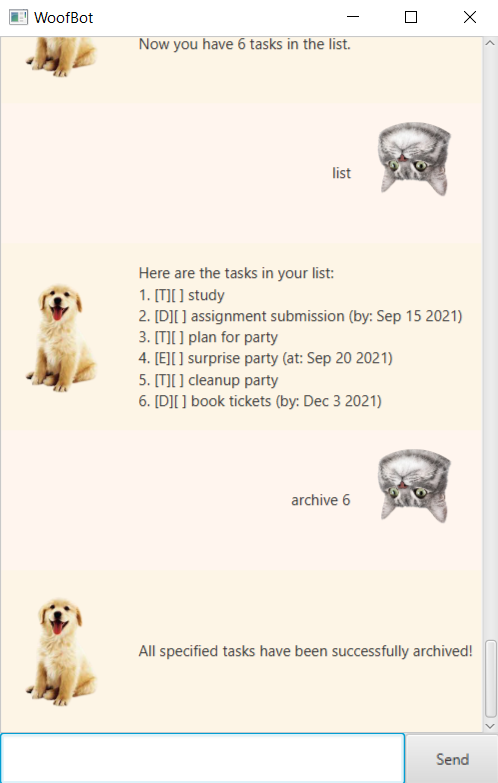 WoofBot
Now you have 6 tasks in the list.
list
Here are the tasks in your list:
1. [T][ ] study
2. [D][ ] assignment submission (by: Sep 15 2021)
3. [T][ ] plan for party
4. [E][ ] surprise party (at: Sep 20 2021)
5. [T][ ] cleanup party
6. [D][ ] book tickets (by: Dec 3 2021)
archive 6
All specified tasks have been successfully archived!
Send